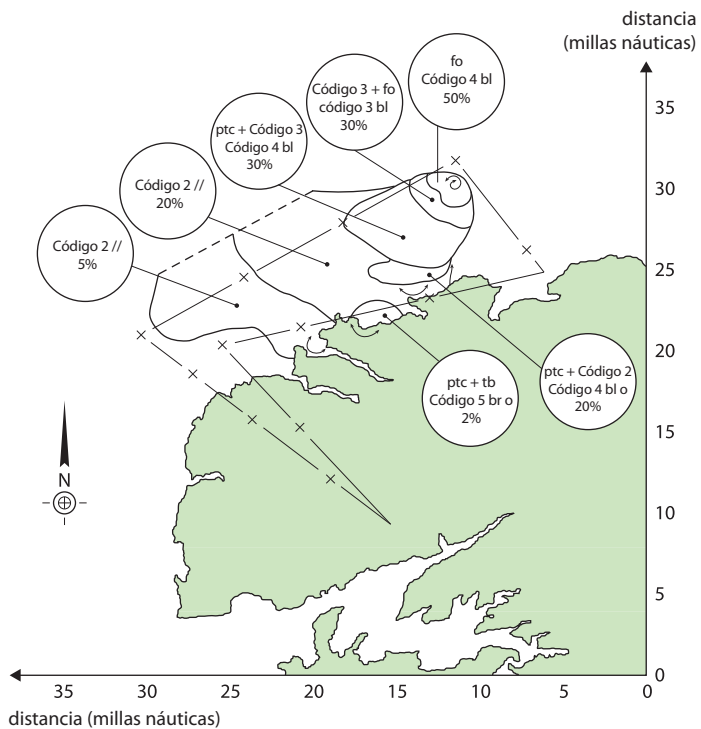 distancia
(millas náuticas)
fo
Código 4 bl
50%
Código 3 + fo
código 3 bl
30%
ptc + Código 3
Código 4 bl
30%
Código 2 //
20%
Código 2 //
5%
ptc + tb
Código 5 br o
2%
ptc + Código 2
Código 4 bl o
20%
N
35
30
25
20
15
10
5
0
35
30
25
20
15
10
5
0
distancia (millas náuticas)